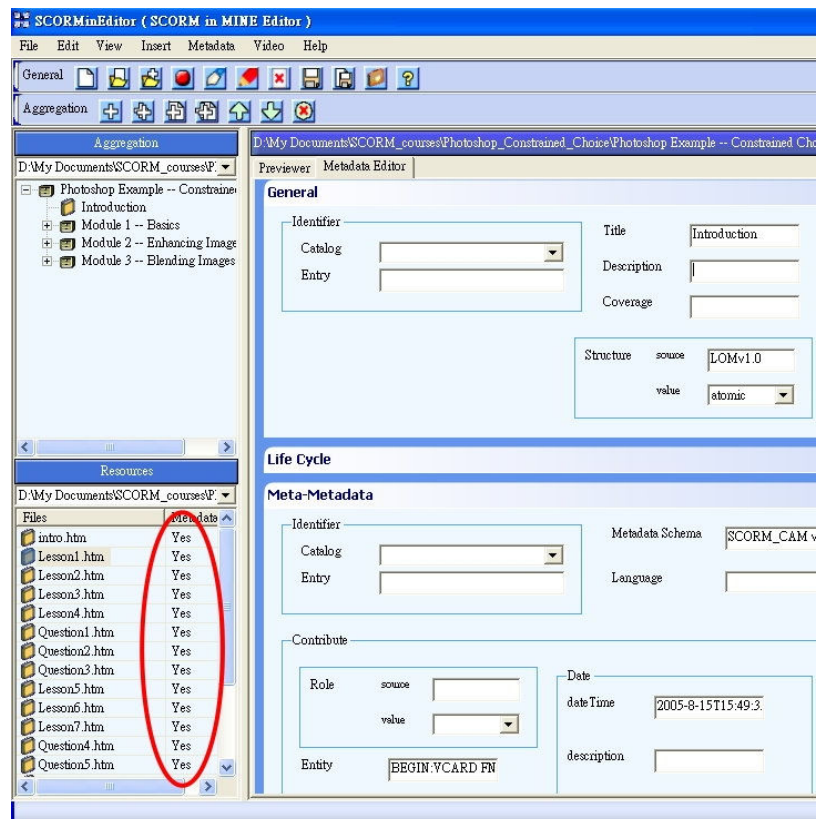 SCORMinEditor ( SCORM in MINE Editor )
File Edit View Insert Metadata Video Help
General
Aggregation
Aggregation
D:\My Documents\SCORM_courses\P.
Photoshop Example -- Constraine
Introduction
Module 1 -- Basics
Module 2 -- Enhancing Image
Module 3 -- Blending Images
Resources
D:\My Documents\SCORM_courses\P.
Files Metadata
intro.htm Yes
Lesson1.htm Yes
Lesson2.htm Yes
Lesson3.htm Yes
Lesson4.htm Yes
Question1.htm Yes
Question2.htm Yes
Question3.htm Yes
Lesson5.htm Yes
Lesson6.htm Yes
Lesson7.htm Yes
Question4.htm Yes
Question5.htm Yes
D:\My Documents\SCORM_courses\Photoshop_Constrained_Choice\Photoshop Example -- Constrained Cho
Previewer Metadata Editor
General
Identifier
Catalog
Entry
Title Introduction
Description
Coverage
Structure source LOMv1.0
value atomic
Life Cycle
Meta-Metadata
Identifier
Catalog
Entry
Metadata Schema SCORM_CAM v
Language
Contribute
Role source
value
Entity BEGIN:VCARD FN
Date
dateTime 2005-8-15T15:49:3.
description